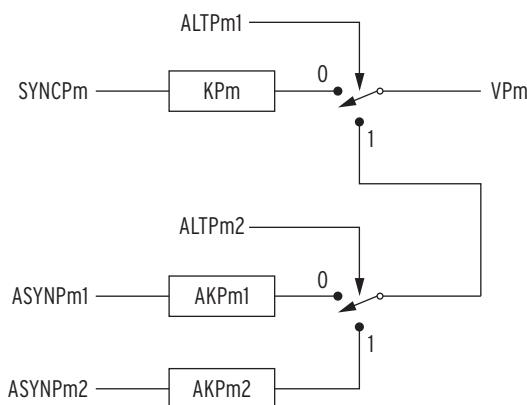 ALTPm1
0
SYNCPm KPm VPm
1
ALTPm2
0
ASYNPm1 AKPm1
1
ASYNPm2 AKPm2